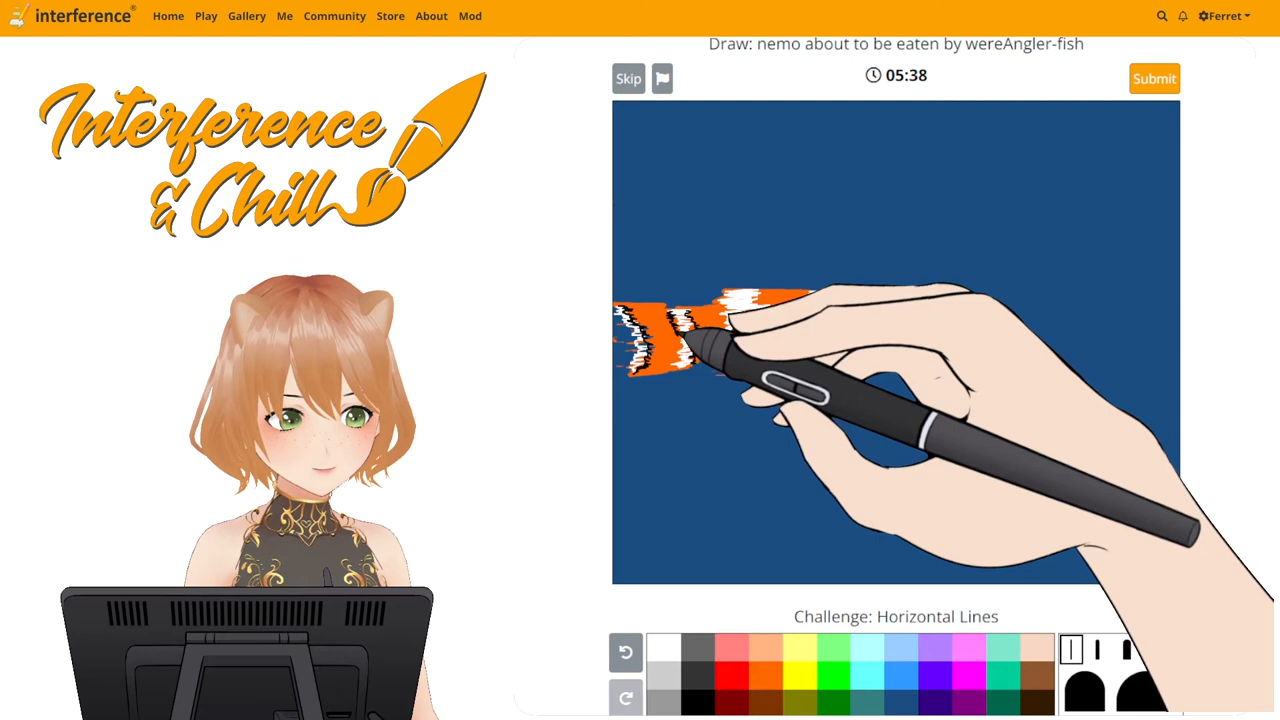 interference®
Home Play Gallery Me Community Store About Mod
Ferret
Interference
& Chill
Draw: nemo about to be eaten by wereAngler-fish
Skip
05:38
Submit
Challenge: Horizontal Lines